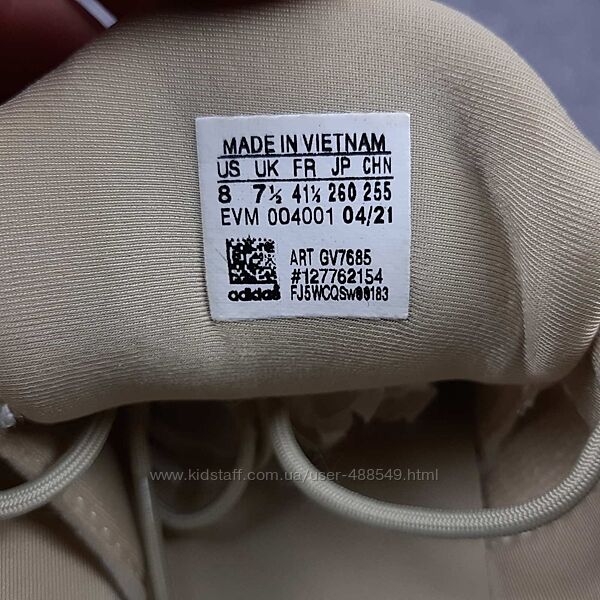 MADE IN VIETNAM
US UK FR JP CHN
8 7½ 41⅓ 260 255
EVM 004001 04/21
ART GV7685
#127762154
adidas FJ5WCQSW00183
www.kidstaff.com.ua/user-488549.html